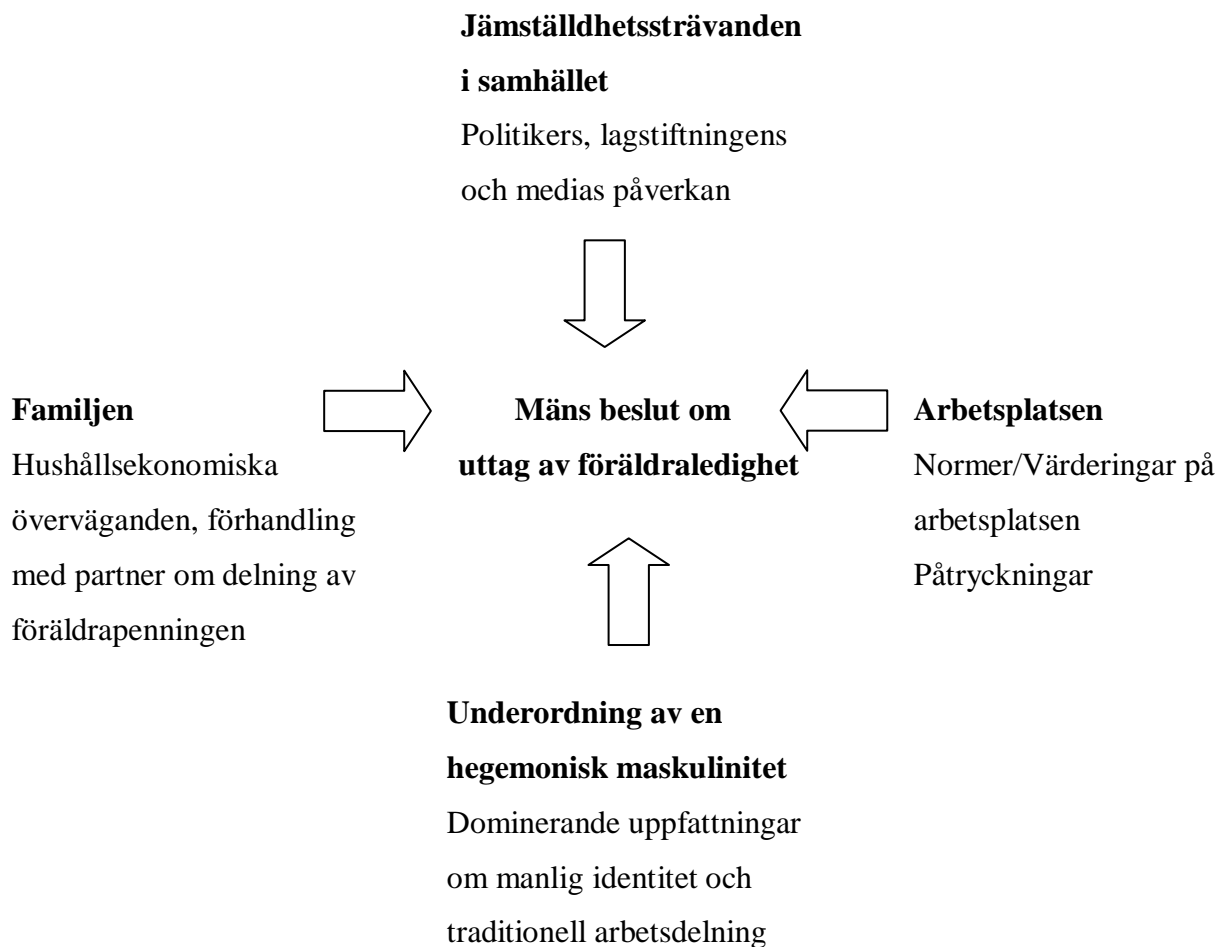 Jämställdhetssträvanden
i samhället
Politikers, lagstiftningens
och medias påverkan
Familjen
Hushållsekonomiska
överväganden, förhandling
med partner om delning av
föräldrapenningen
Mäns beslut om
uttag av föräldraledighet
Arbetsplatsen
Normer/Värderingar på
arbetsplatsen
Påtryckningar
Underordning av en
hegemonisk maskulinitet
Dominerande uppfattningar
om manlig identitet och
traditionell arbetsdelning